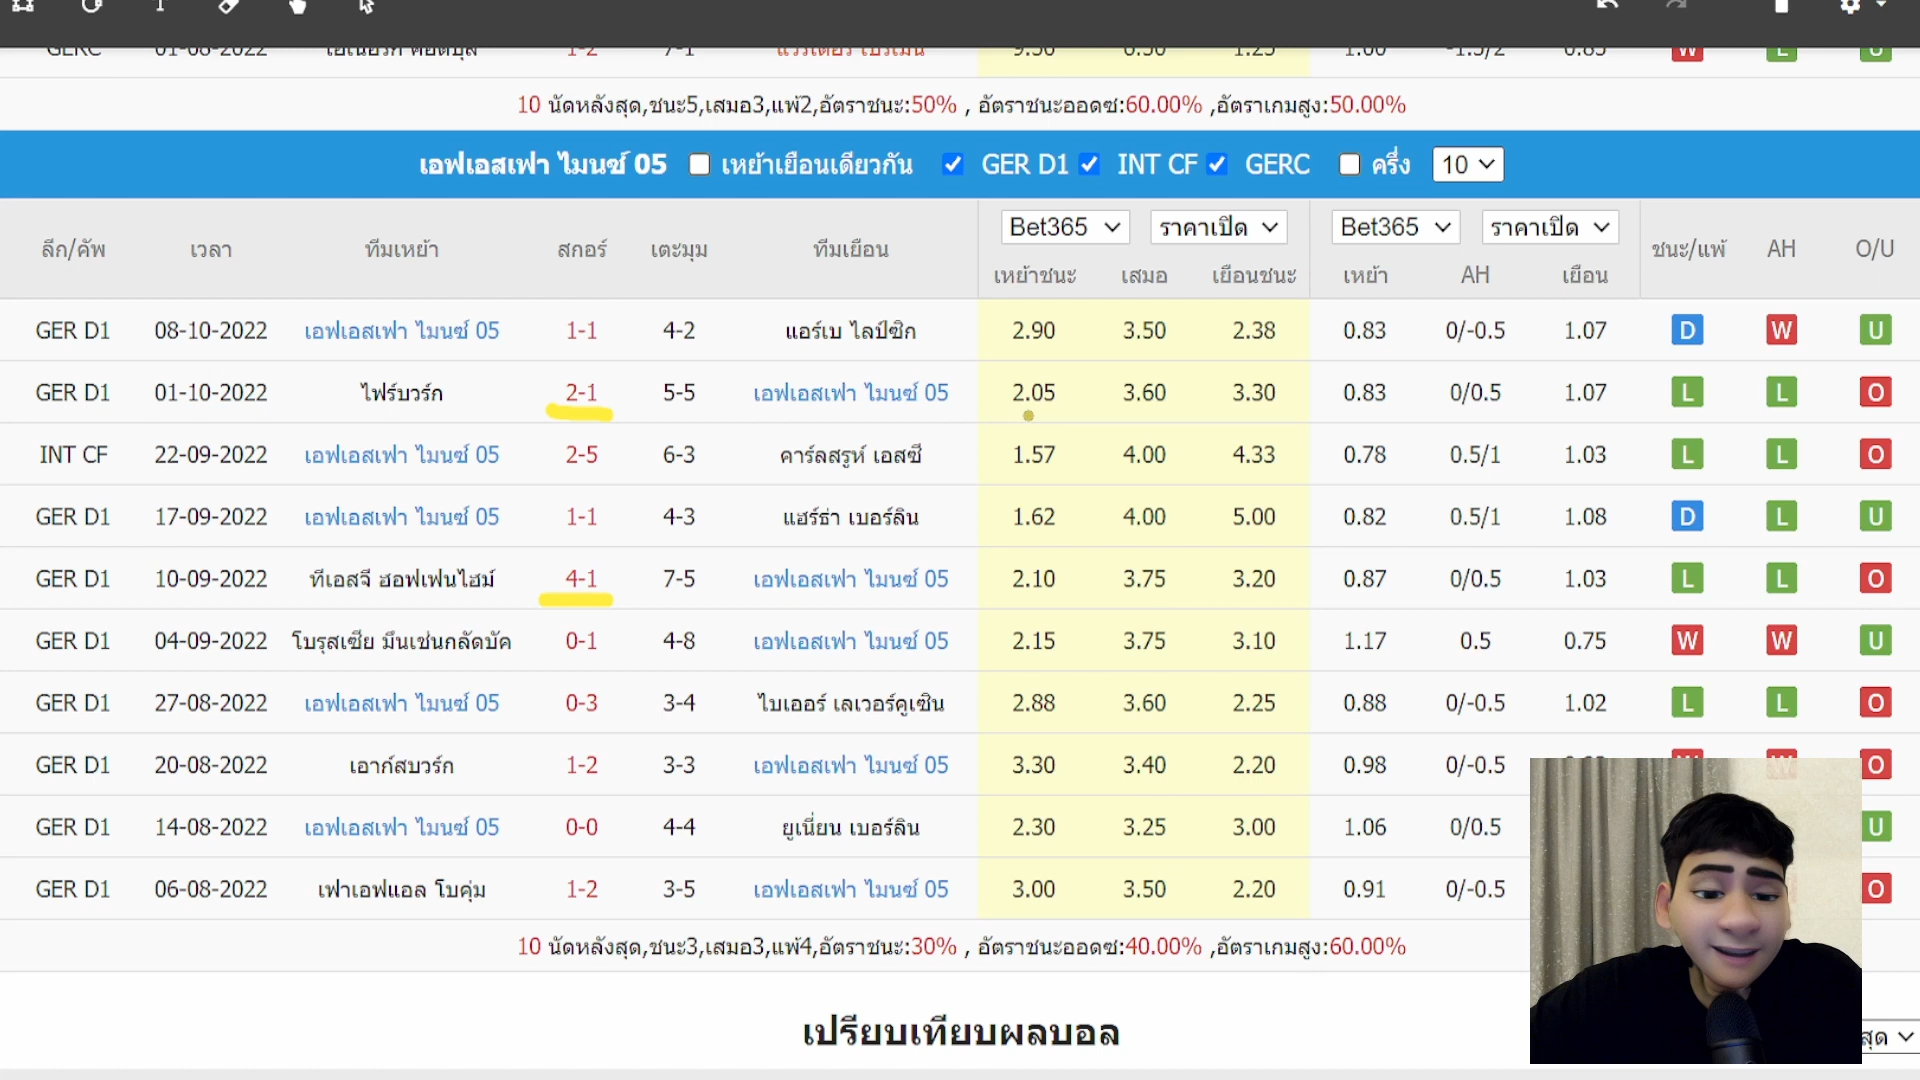 GERC 01-08-2022 1-2 7-1 แวร์เดอร์ เบรเมน 9.50 6.50 1.25 1.00 -1.5/2 0.85 W L U
10 นัดหลังสุด,ชนะ5,เสมอ3,แพ้2,อัตราชนะ:50% , อัตราชนะออดซ:60.00% ,อัตราเกมสูง:50.00%
เอฟเอสเฟา ไมนซ์ 05 เหย้าเยือนเดียวกัน GER D1 INT CF GERC ครึ่ง 10
Bet365 ราคาเปิด Bet365 ราคาเปิด
ลีก/คัพ เวลา ทีมเหย้า สกอร์ เตะมุม ทีมเยือน ชนะ/แพ้ AH O/U
เหย้าชนะ เสมอ เยือนชนะ เหย้า AH เยือน
GER D1 08-10-2022 เอฟเอสเฟา ไมนซ์ 05 1-1 4-2 แอร์เบ ไลป์ซิก 2.90 3.50 2.38 0.83 0/-0.5 1.07 D W U
GER D1 01-10-2022 ไฟร์บวร์ก 2-1 5-5 เอฟเอสเฟา ไมนซ์ 05 2.05 3.60 3.30 0.83 0/0.5 1.07 L L O
INT CF 22-09-2022 เอฟเอสเฟา ไมนซ์ 05 2-5 6-3 คาร์ลสรูห์ เอสซี 1.57 4.00 4.33 0.78 0.5/1 1.03 L L O
GER D1 17-09-2022 เอฟเอสเฟา ไมนซ์ 05 1-1 4-3 แฮร์ธ่า เบอร์ลิน 1.62 4.00 5.00 0.82 0.5/1 1.08 D L U
GER D1 10-09-2022 ทีเอสจี ฮอฟเฟนไฮม์ 4-1 7-5 เอฟเอสเฟา ไมนซ์ 05 2.10 3.75 3.20 0.87 0/0.5 1.03 L L O
GER D1 04-09-2022 โบรุสเซีย มึนเช่นกลัดบัค 0-1 4-8 เอฟเอสเฟา ไมนซ์ 05 2.15 3.75 3.10 1.17 0.5 0.75 W W U
GER D1 27-08-2022 เอฟเอสเฟา ไมนซ์ 05 0-3 3-4 ไบเออร์ เลเวอร์คูเซิน 2.88 3.60 2.25 0.88 0/-0.5 1.02 L L O
GER D1 20-08-2022 เอาก์สบวร์ก 1-2 3-3 เอฟเอสเฟา ไมนซ์ 05 3.30 3.40 2.20 0.98 0/-0.5 W W O
GER D1 14-08-2022 เอฟเอสเฟา ไมนซ์ 05 0-0 4-4 ยูเนี่ยน เบอร์ลิน 2.30 3.25 3.00 1.06 0/0.5 U
GER D1 06-08-2022 เฟาเอฟแอล โบคุ่ม 1-2 3-5 เอฟเอสเฟา ไมนซ์ 05 3.00 3.50 2.20 0.91 0/-0.5 O
10 นัดหลังสุด,ชนะ3,เสมอ3,แพ้4,อัตราชนะ:30% , อัตราชนะออดซ:40.00% ,อัตราเกมสูง:60.00%
เปรียบเทียบผลบอล
สุด